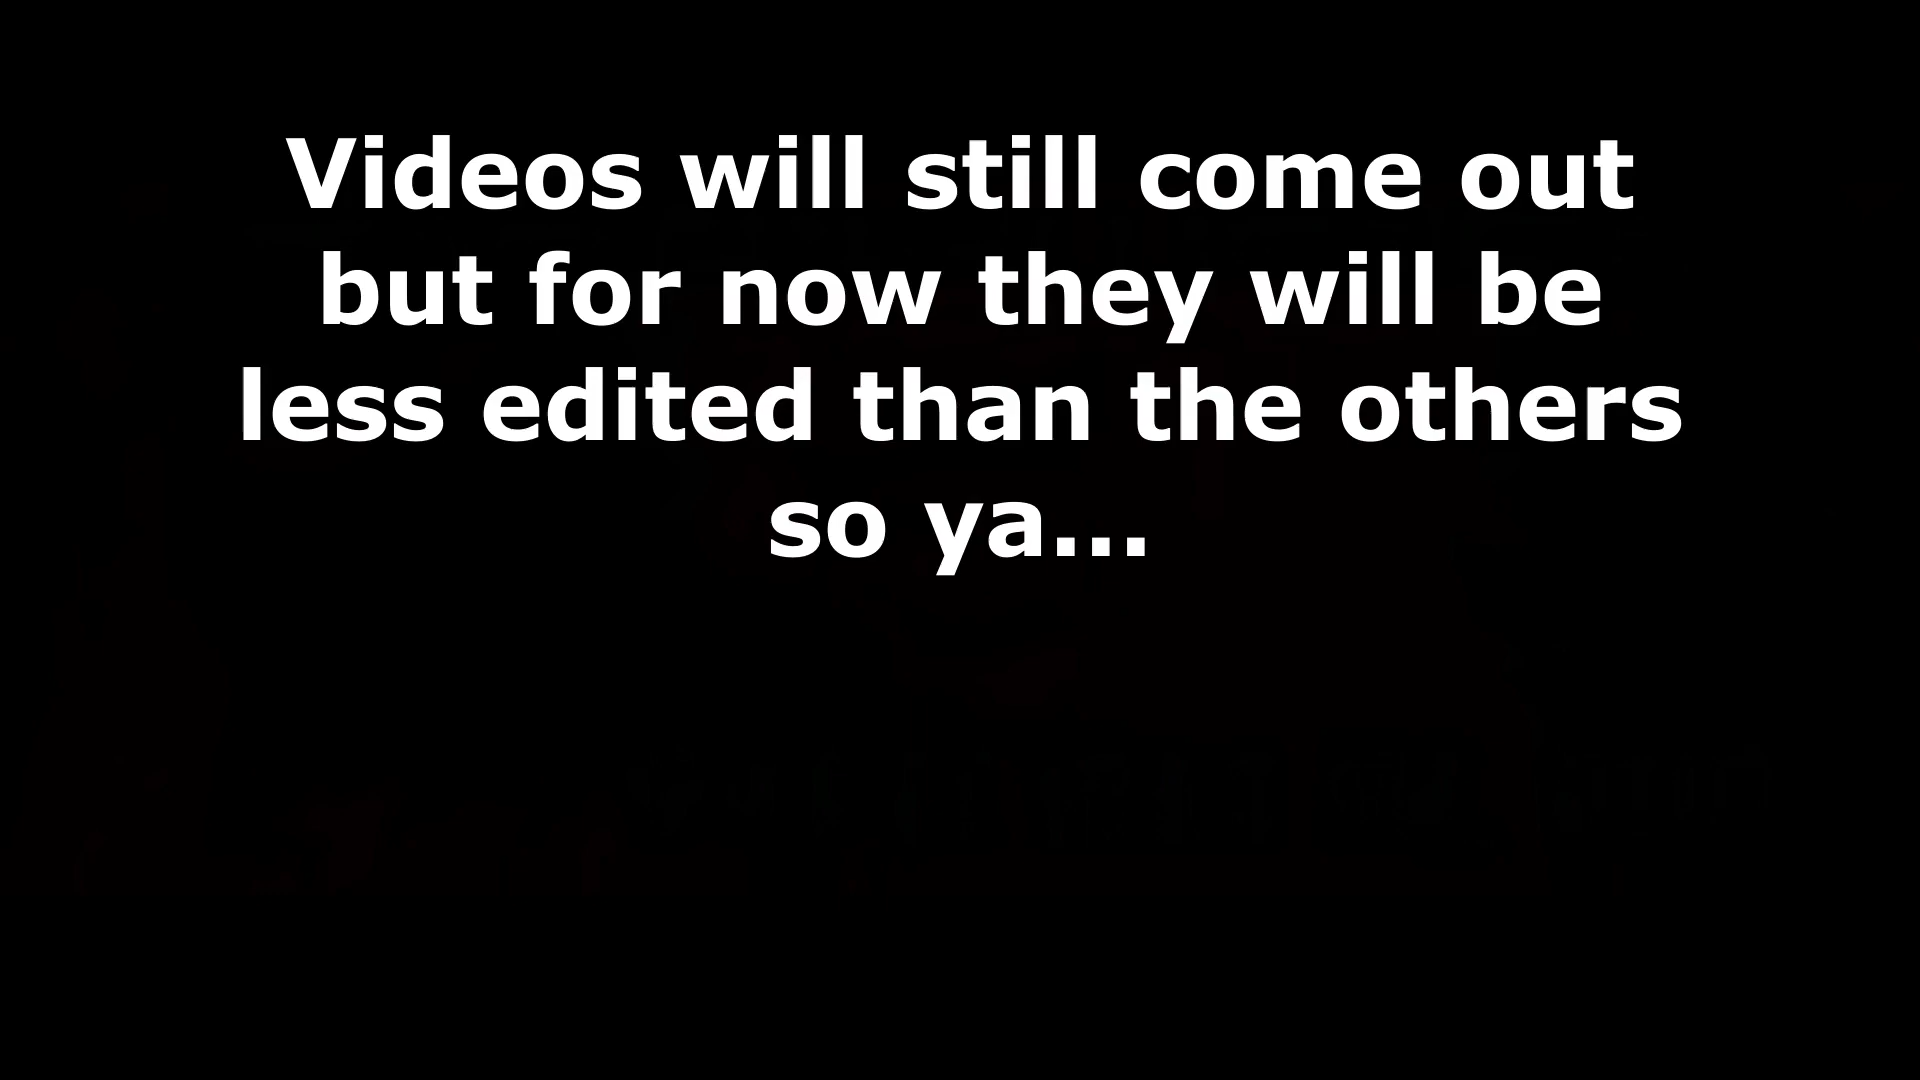 Videos will still come out
but for now they will be
less edited than the others
so ya...